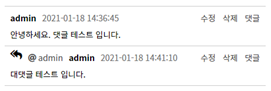 admin 2021-01-18 14:36:45 수정 삭제 댓글
안녕하세요. 댓글 테스트 입니다.
@ admin admin 2021-01-18 14:41:10 수정 삭제 댓글
대댓글 테스트 입니다.